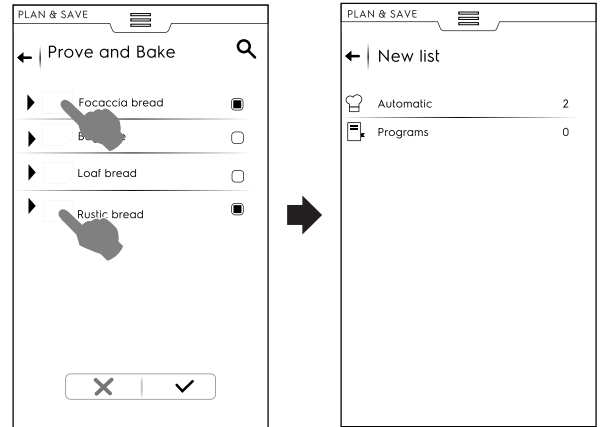 PLAN & SAVE
Prove and Bake
Focaccia bread
Loaf bread
Rustic bread
PLAN & SAVE
New list
Automatic 2
Programs 0